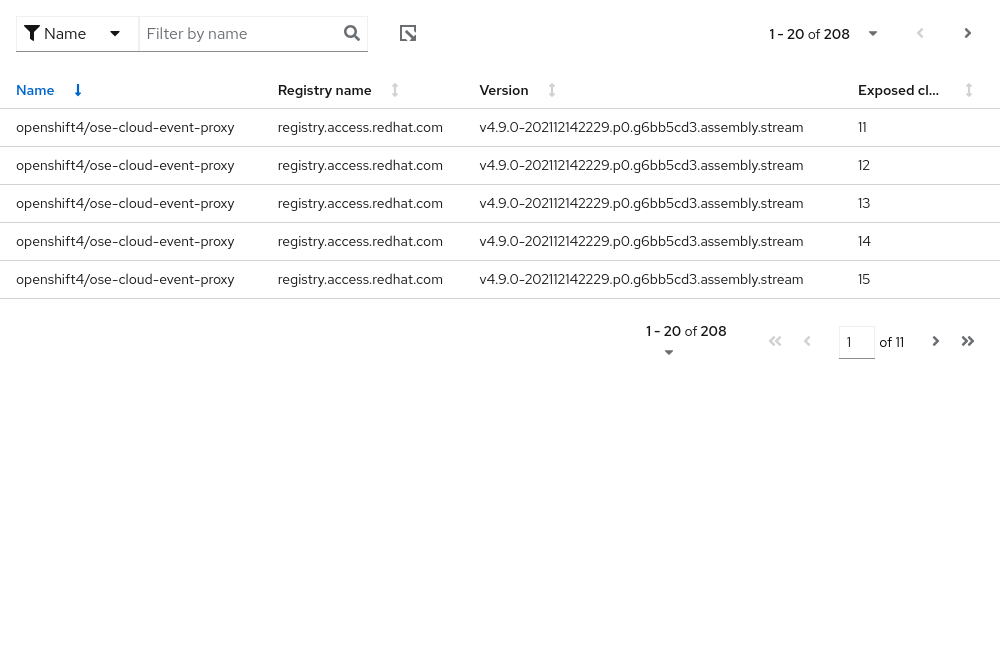 Name Filter by name 1 - 20 of 208
Name Registry name Version Exposed cl...
openshift4/ose-cloud-event-proxy registry.access.redhat.com v4.9.0-202112142229.p0.g6bb5cd3.assembly.stream 11
openshift4/ose-cloud-event-proxy registry.access.redhat.com v4.9.0-202112142229.p0.g6bb5cd3.assembly.stream 12
openshift4/ose-cloud-event-proxy registry.access.redhat.com v4.9.0-202112142229.p0.g6bb5cd3.assembly.stream 13
openshift4/ose-cloud-event-proxy registry.access.redhat.com v4.9.0-202112142229.p0.g6bb5cd3.assembly.stream 14
openshift4/ose-cloud-event-proxy registry.access.redhat.com v4.9.0-202112142229.p0.g6bb5cd3.assembly.stream 15
1 - 20 of 208 1 of 11